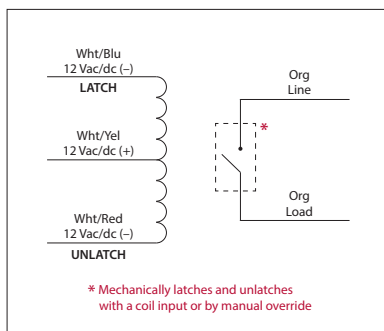 Wht/Blu
12 Vac/dc (–)
LATCH
Wht/Yel
12 Vac/dc (+)
Wht/Red
12 Vac/dc (–)
UNLATCH
Org
Line
*
Org
Load
* Mechanically latches and unlatches
with a coil input or by manual override